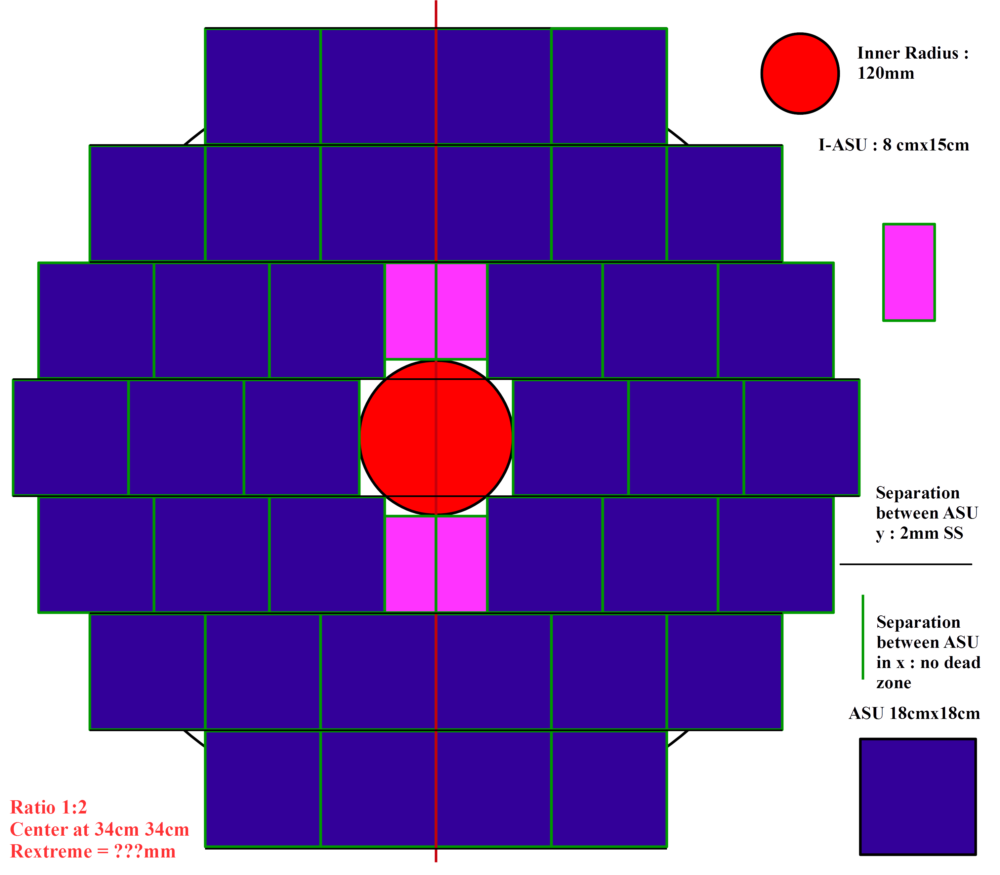 Inner Radius :
120mm
I-ASU : 8 cmx15cm
Separation
between ASU
y : 2mm SS
Separation
between ASU
in x : no dead
zone
ASU 18cmx18cm
Ratio 1:2
Center at 34cm 34cm
Rextreme = ???mm